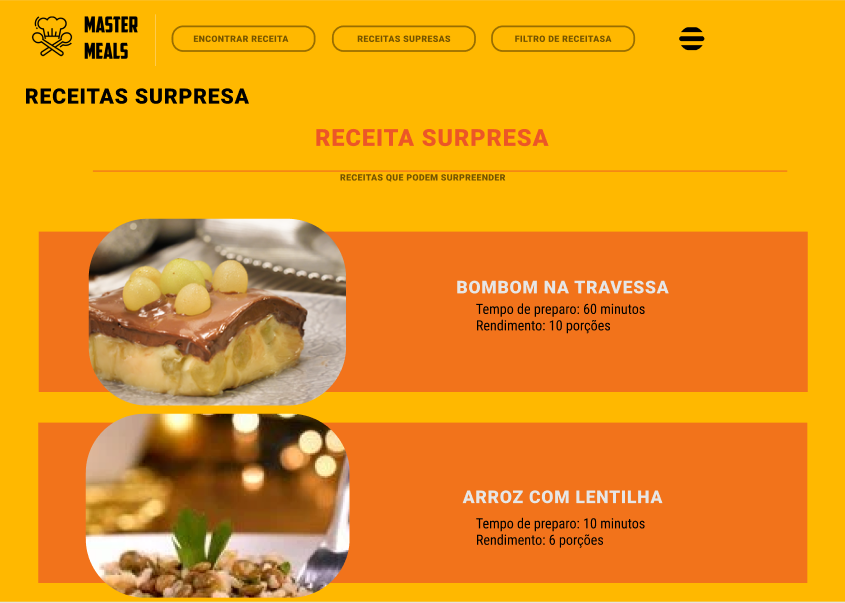 MASTER
MEALS
ENCONTRAR RECEITA
RECEITAS SUPRESAS
FILTRO DE RECEITASA
RECEITAS SURPRESA
RECEITA SURPRESA
RECEITAS QUE PODEM SURPREENDER
BOMBOM NA TRAVESSA
Tempo de preparo: 60 minutos
Rendimento: 10 porções
ARROZ COM LENTILHA
Tempo de preparo: 10 minutos
Rendimento: 6 porções